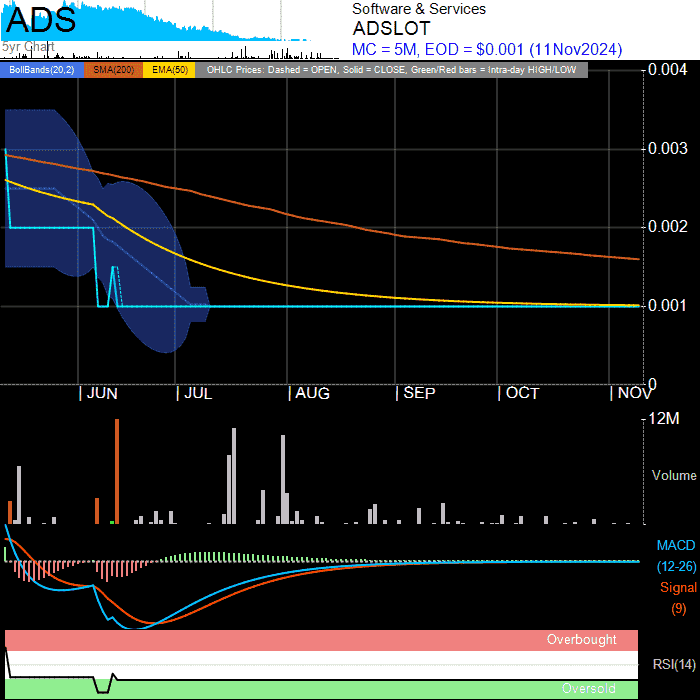 ADS
5yr Chart
Software & Services
ADSLOT
MC = 5M, EOD = $0.001 (11Nov2024)
BollBands(20,2) SMA(200) EMA(50) OHLC Prices: Dashed = OPEN, Solid = CLOSE, Green/Red bars = Intra-day HIGH/LOW
0.004
0.003
0.002
0.001
0
JUN JUL AUG SEP OCT NOV
12M
Volume
MACD
(12-26)
Signal
(9)
Overbought
RSI(14)
Oversold